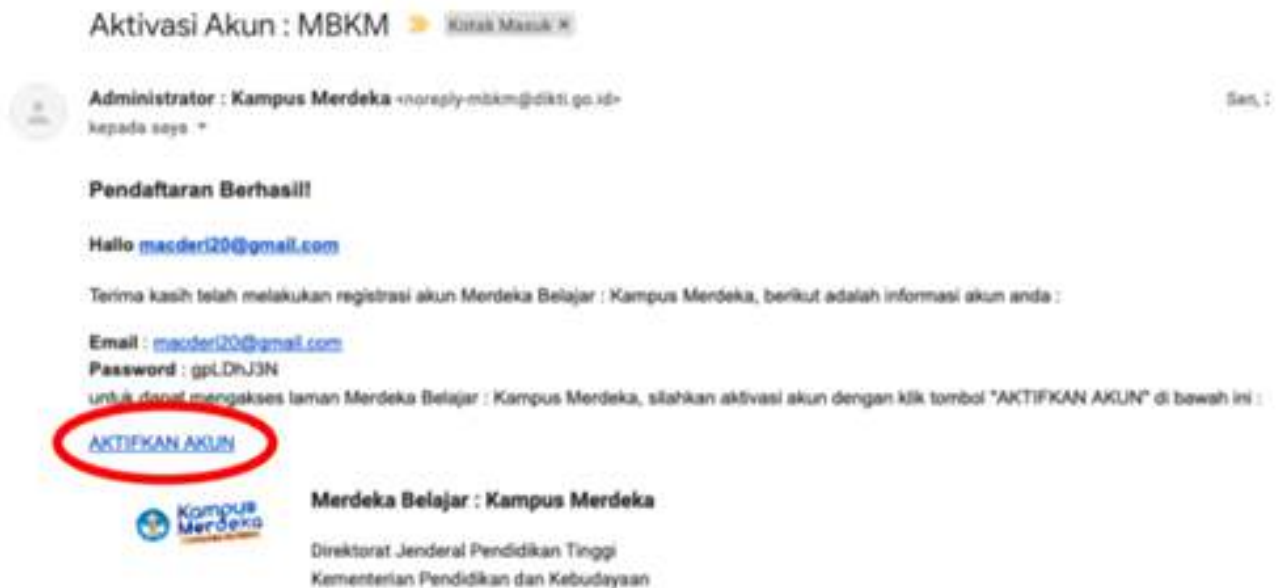 Aktivasi Akun : MBKM Kotak Masuk ×
Administrator : Kampus Merdeka <noreply-mbkm@dikti.go.id> Sen,
kepada saya
Pendaftaran Berhasil!
Hallo macderi20@gmail.com
Terima kasih telah melakukan registrasi akun Merdeka Belajar : Kampus Merdeka, berikut adalah informasi akun anda :
Email : macderi20@gmail.com
Password : gpLDhJ3N
untuk dapat mengakses laman Merdeka Belajar : Kampus Merdeka, silahkan aktivasi akun dengan klik tombol "AKTIFKAN AKUN" di bawah ini :
AKTIFKAN AKUN
Kampus
Merdeka
Merdeka Belajar : Kampus Merdeka
Direktorat Jenderal Pendidikan Tinggi
Kementerian Pendidikan dan Kebudayaan